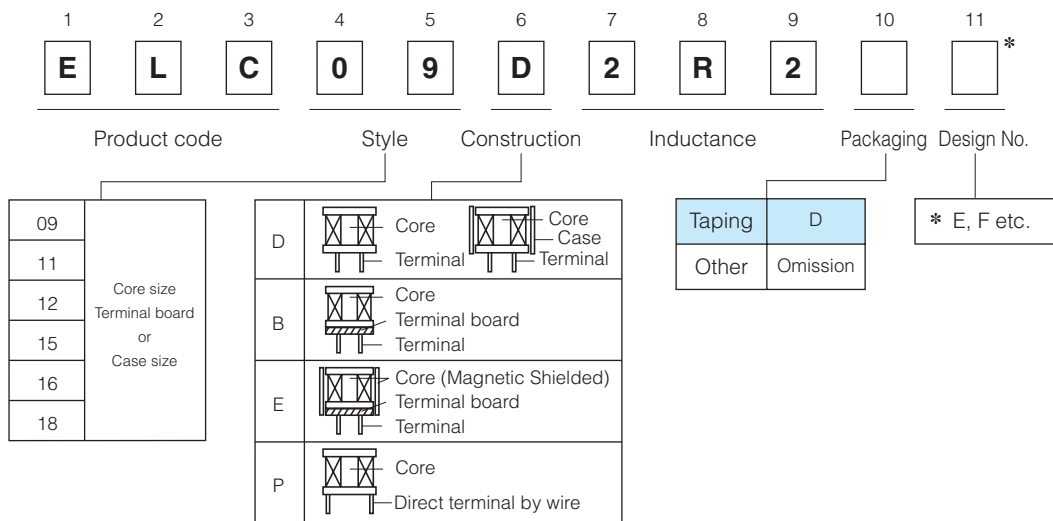 1 2 3 4 5 6 7 8 9 10 11
E L C 0 9 D 2 R 2 *
Product code Style Construction Inductance Packaging Design No.
09
11
12
15
16
18
Core size
Terminal board
or
Case size
D
Core
Terminal
Core
Case
Terminal
B
Core
Terminal board
Terminal
E
Core (Magnetic Shielded)
Terminal board
Terminal
P
Core
Direct terminal by wire
Taping D
Other Omission
* E, F etc.